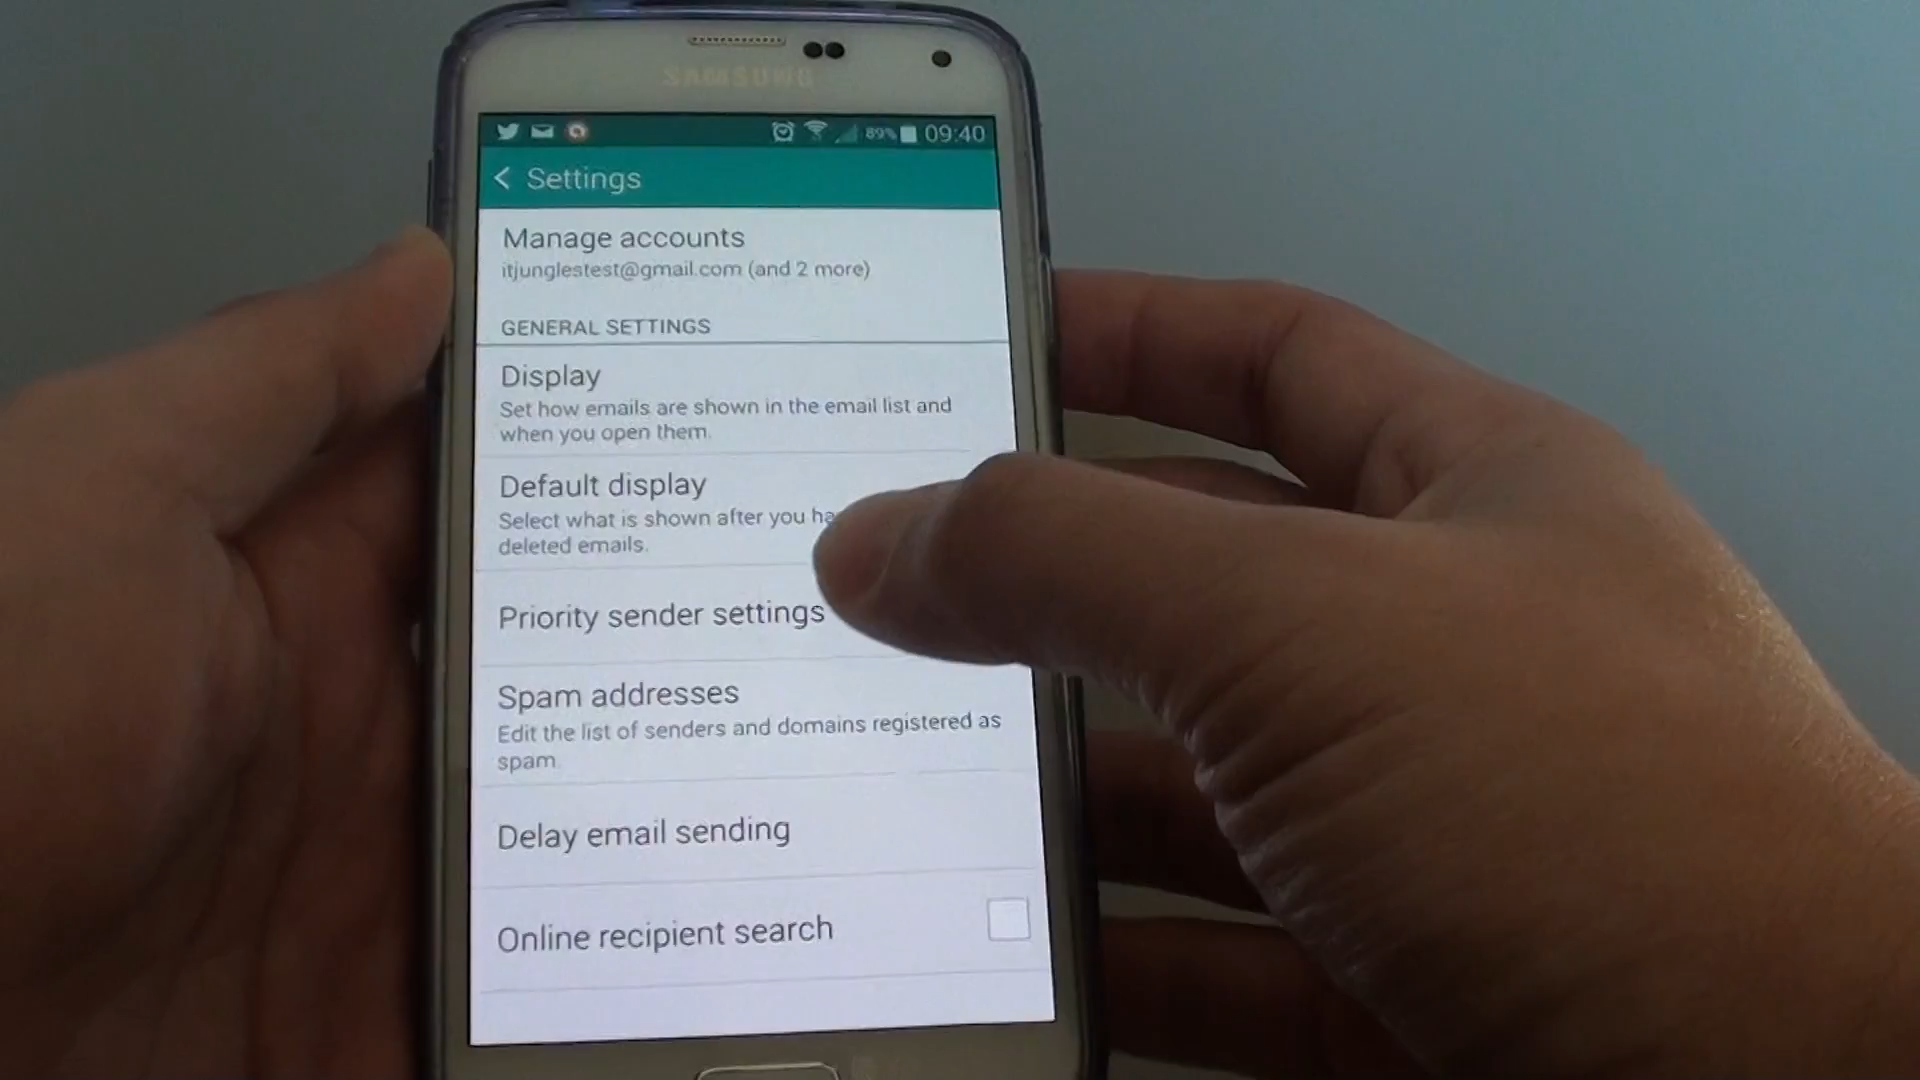 SAMSUNG
89% 09:40
Settings
Manage accounts
itjunglestest@gmail.com (and 2 more)
GENERAL SETTINGS
Display
Set how emails are shown in the email list and
when you open them.
Default display
Select what is shown after you ha
deleted emails.
Priority sender settings
Spam addresses
Edit the list of senders and domains registered as
spam.
Delay email sending
Online recipient search